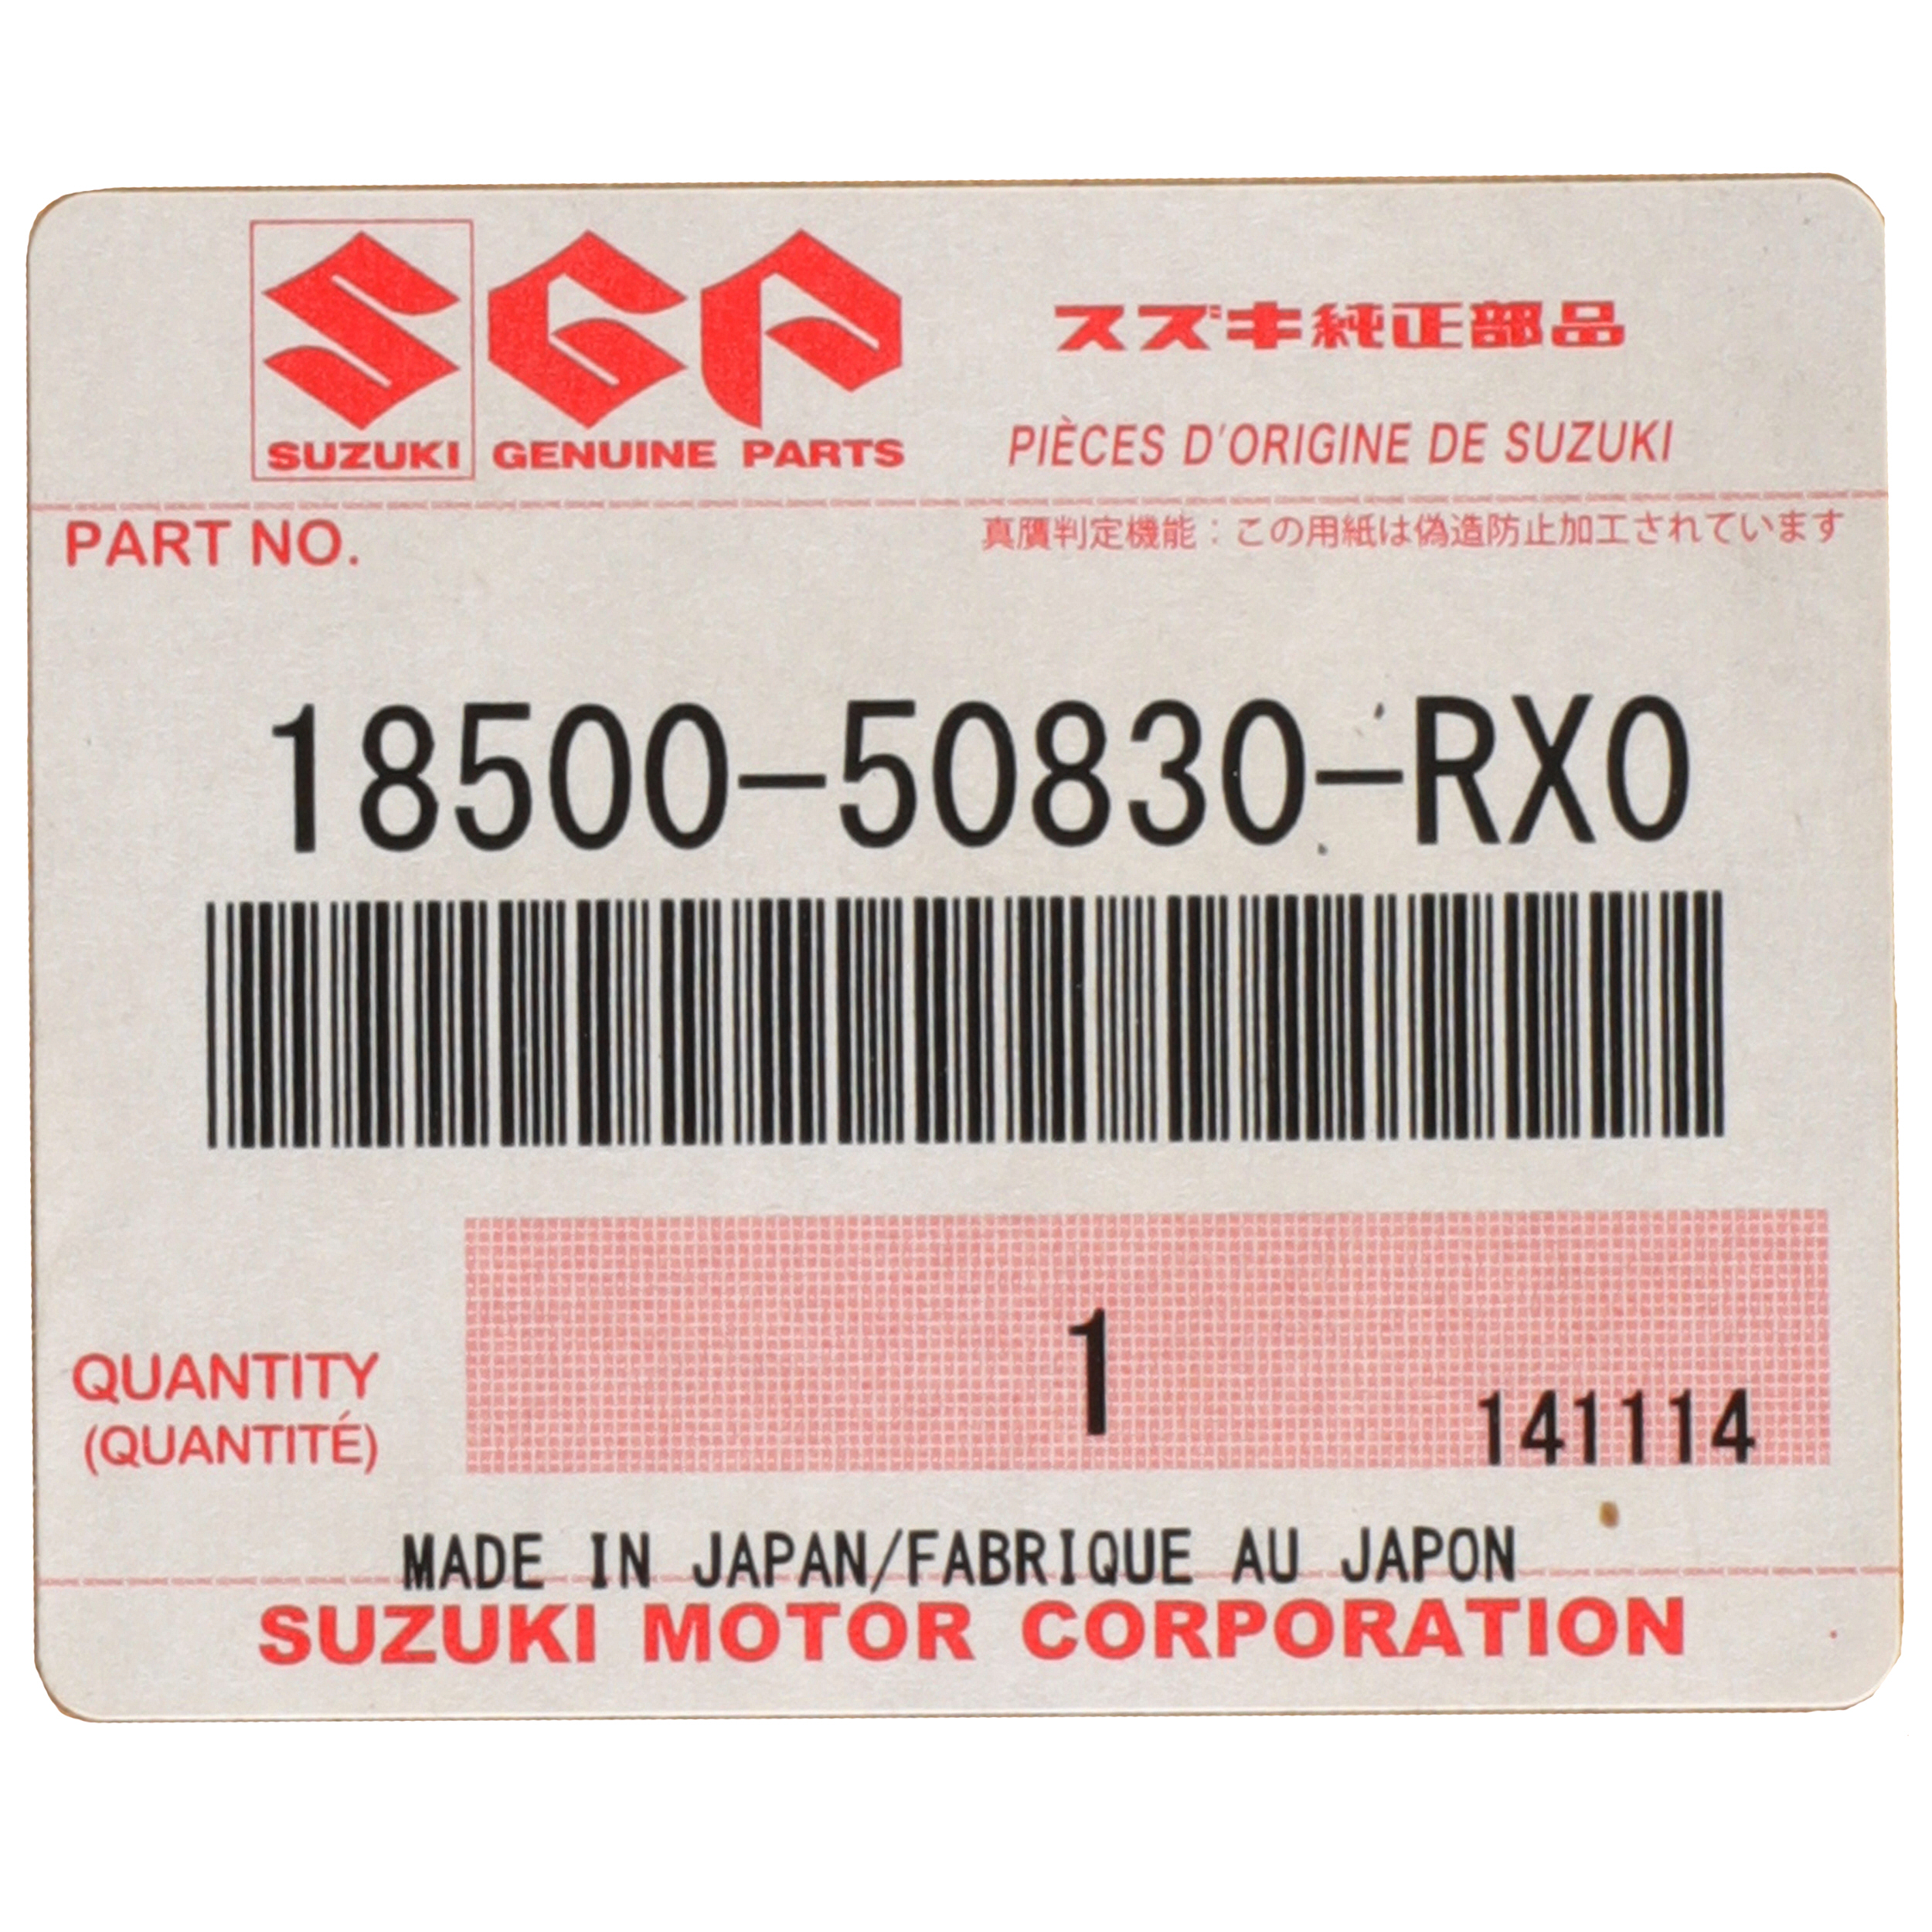 SGP
SUZUKI GENUINE PARTS
スズキ純正部品
PIÈCES D'ORIGINE DE SUZUKI
PART NO.
真贋判定機能：この用紙は偽造防止加工されています
18500-50830-RX0
1
QUANTITY
(QUANTITÉ)
141114
MADE IN JAPAN/FABRIQUE AU JAPON
SUZUKI MOTOR CORPORATION